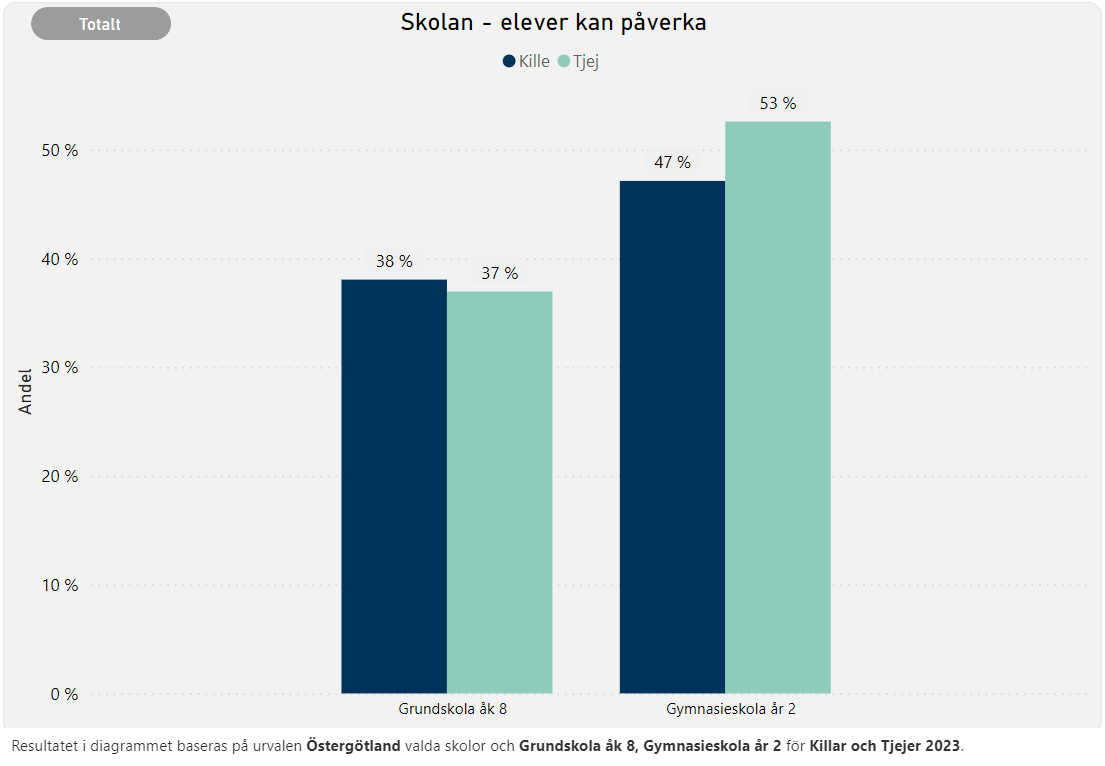 Totalt
Skolan - elever kan påverka
Kille Tjej
53 %
50 %
47 %
40 %
38 %
37 %
30 %
Andel
20 %
10 %
0 %
Grundskola åk 8
Gymnasieskola år 2
Resultatet i diagrammet baseras på urvalen Östergötland valda skolor och Grundskola åk 8, Gymnasieskola år 2 för Killar och Tjejer 2023.